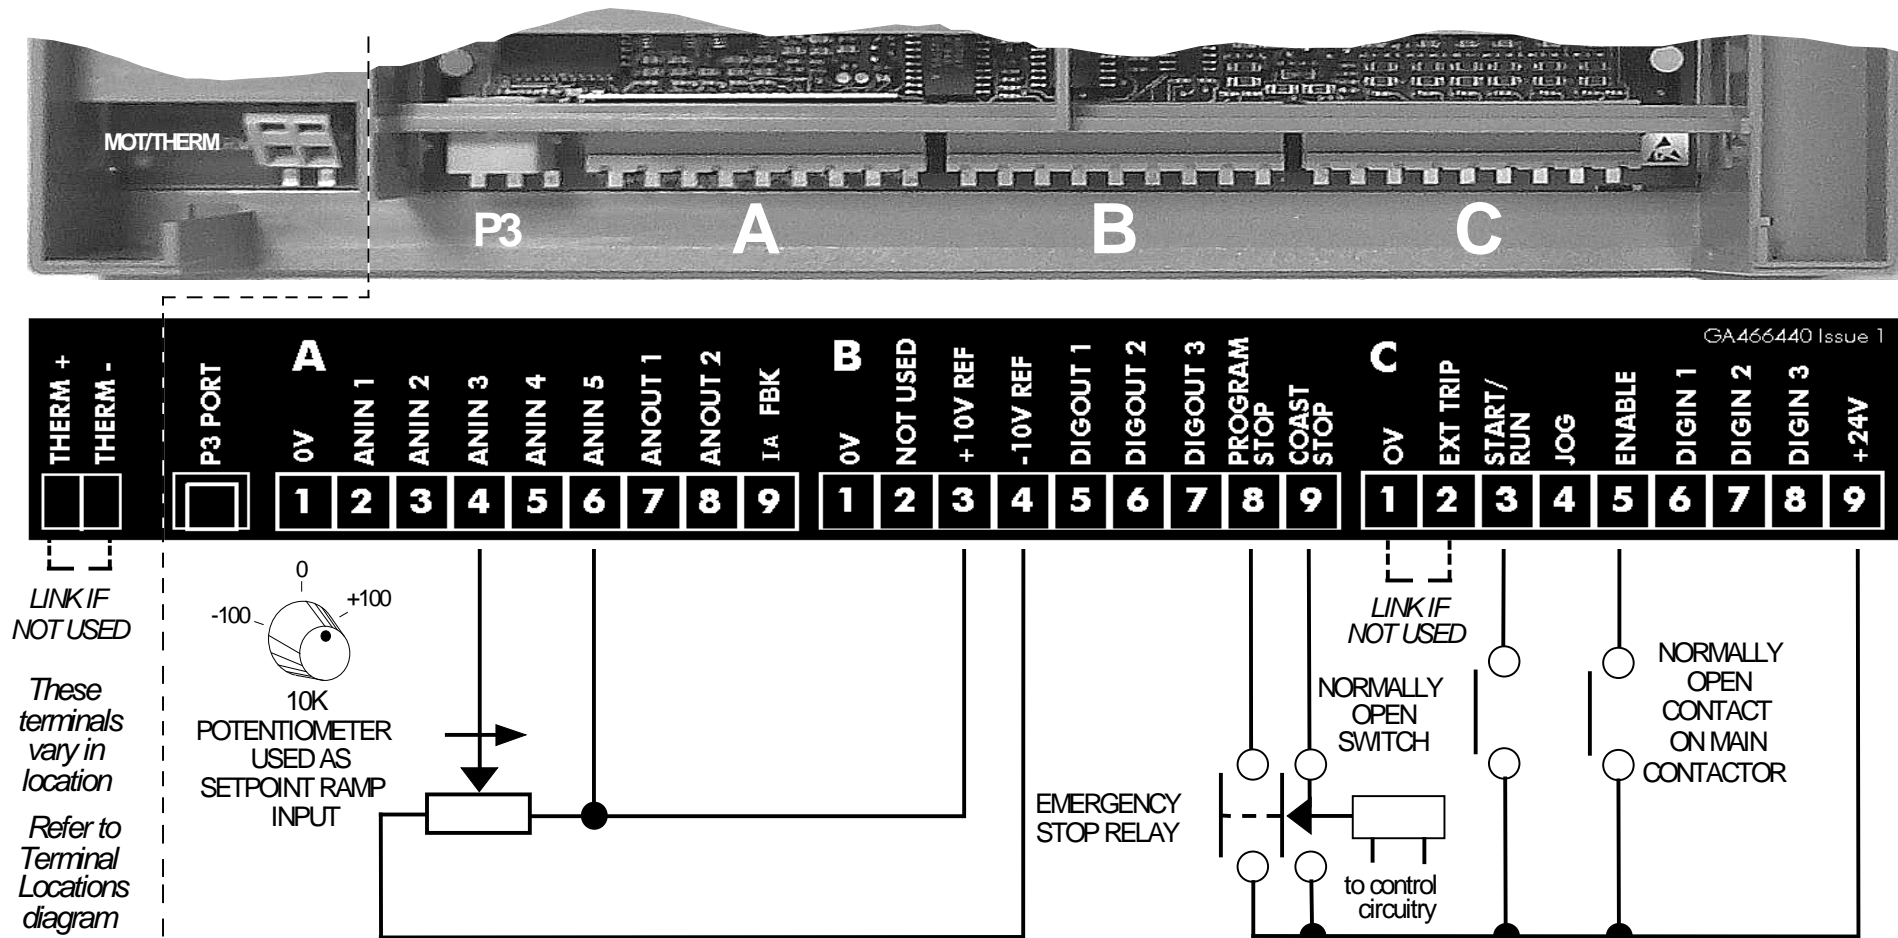 MOT/THERM
P3
A
B
C
GA466440 Issue 1
THERM +
THERM -
P3 PORT
A
0V
ANIN 1
ANIN 2
ANIN 3
ANIN 4
ANIN 5
ANOUT 1
ANOUT 2
IA FBK
B
0V
NOT USED
+10V REF
-10V REF
DIGOUT 1
DIGOUT 2
DIGOUT 3
PROGRAM
STOP
COAST
STOP
C
0V
EXT TRIP
START/
RUN
JOG
ENABLE
DIGIN 1
DIGIN 2
DIGIN 3
+24V
1 2 3 4 5 6 7 8 9
1 2 3 4 5 6 7 8 9
1 2 3 4 5 6 7 8 9
LINK IF
NOT USED
These
terminals
vary in
location
Refer to
Terminal
Locations
diagram
0
-100
+100
10K
POTENTIOMETER
USED AS
SETPOINT RAMP
INPUT
EMERGENCY
STOP RELAY
to control
circuitry
LINK IF
NOT USED
NORMALLY
OPEN
SWITCH
NORMALLY
OPEN
CONTACT
ON MAIN
CONTACTOR